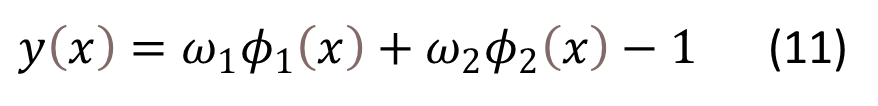 y(x) = ω₁ϕ₁(x) + ω₂ϕ₂(x) − 1 (11)